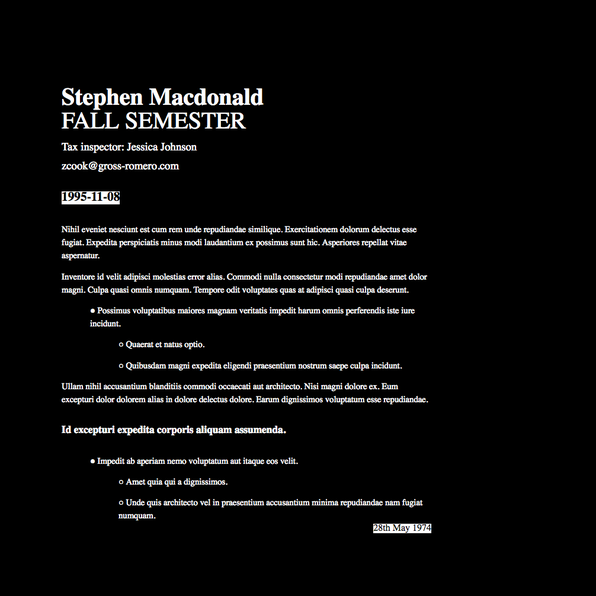 Stephen Macdonald
FALL SEMESTER
Tax inspector: Jessica Johnson
zcook@gross-romero.com
1995-11-08
Nihil eveniet nesciunt est cum rem unde repudiandae similique. Exercitationem dolorum delectus esse
fugiat. Expedita perspiciatis minus modi laudantium ex possimus sunt hic. Asperiores repellat vitae
aspernatur.
Inventore id velit adipisci molestias error alias. Commodi nulla consectetur modi repudiandae amet dolor
magni. Culpa quasi omnis numquam. Tempore odit voluptates quas at adipisci quasi culpa deserunt.
● Possimus voluptatibus maiores magnam veritatis impedit harum omnis perferendis iste iure
incidunt.
○ Quaerat et natus optio.
○ Quibusdam magni expedita eligendi praesentium nostrum saepe culpa incidunt.
Ullam nihil accusantium blanditiis commodi occaecati aut architecto. Nisi magni dolore ex. Eum
excepturi dolor dolorem alias in dolore delectus dolore. Earum dignissimos voluptatum esse repudiandae.
Id excepturi expedita corporis aliquam assumenda.
● Impedit ab aperiam nemo voluptatum aut itaque eos velit.
○ Amet quia qui a dignissimos.
○ Unde quis architecto vel in praesentium accusantium minima repudiandae nam fugiat
numquam.
28th May 1974